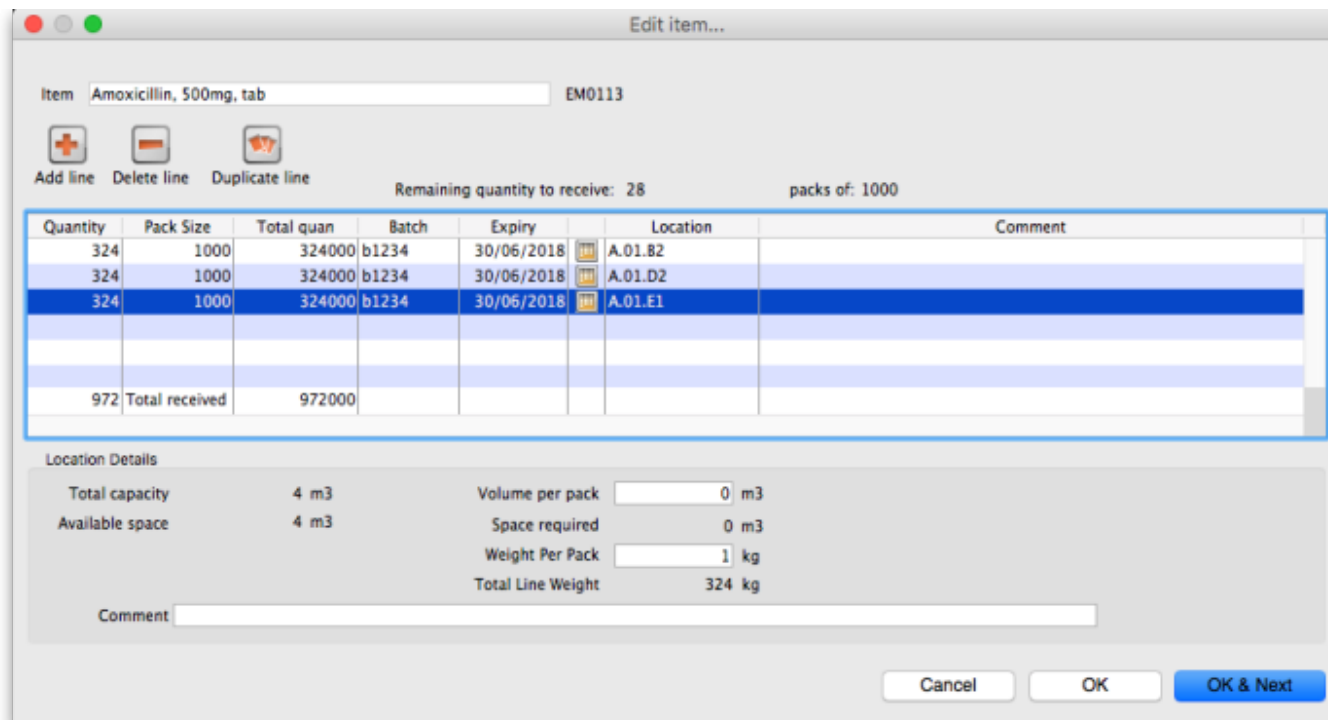 Edit item...
Item Amoxicillin, 500mg, tab EM0113
Add line Delete line Duplicate line
Remaining quantity to receive: 28 packs of: 1000
Quantity Pack Size Total quan Batch Expiry Location Comment
324 1000 324000 b1234 30/06/2018 A.01.B2
324 1000 324000 b1234 30/06/2018 A.01.D2
324 1000 324000 b1234 30/06/2018 A.01.E1
972 Total received 972000
Location Details
Total capacity 4 m3 Volume per pack 0 m3
Available space 4 m3 Space required 0 m3
Weight Per Pack 1 kg
Total Line Weight 324 kg
Comment
Cancel OK OK & Next